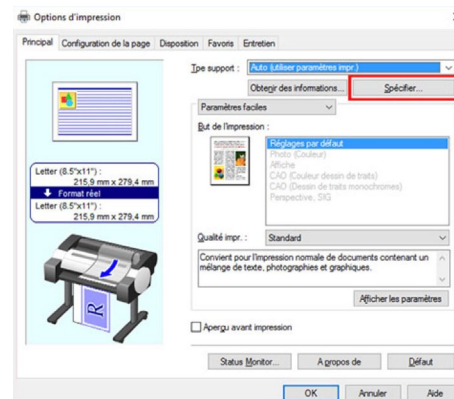 Options d'impression
Principal Configuration de la page Disposition Favoris Entretien
Tpe support : Auto (utiliser paramètres impr.)
Obtenir des informations... Spécifier...
Paramètres faciles
But de l'impression :
Réglages par défaut
Photo (Couleur)
Affiche
CAO (Couleur dessin de traits)
CAO (Dessin de traits monochromes)
Perspective, SIG
Letter (8.5"x11") :
215,9 mm x 279,4 mm
Format réel
Letter (8.5"x11") :
215,9 mm x 279,4 mm
Qualité impr. : Standard
Convient pour l'impression normale de documents contenant un
mélange de texte, photographies et graphiques.
Afficher les paramètres
R
Aperçu avant impression
Status Monitor... A propos de Défaut
OK Annuler Aide